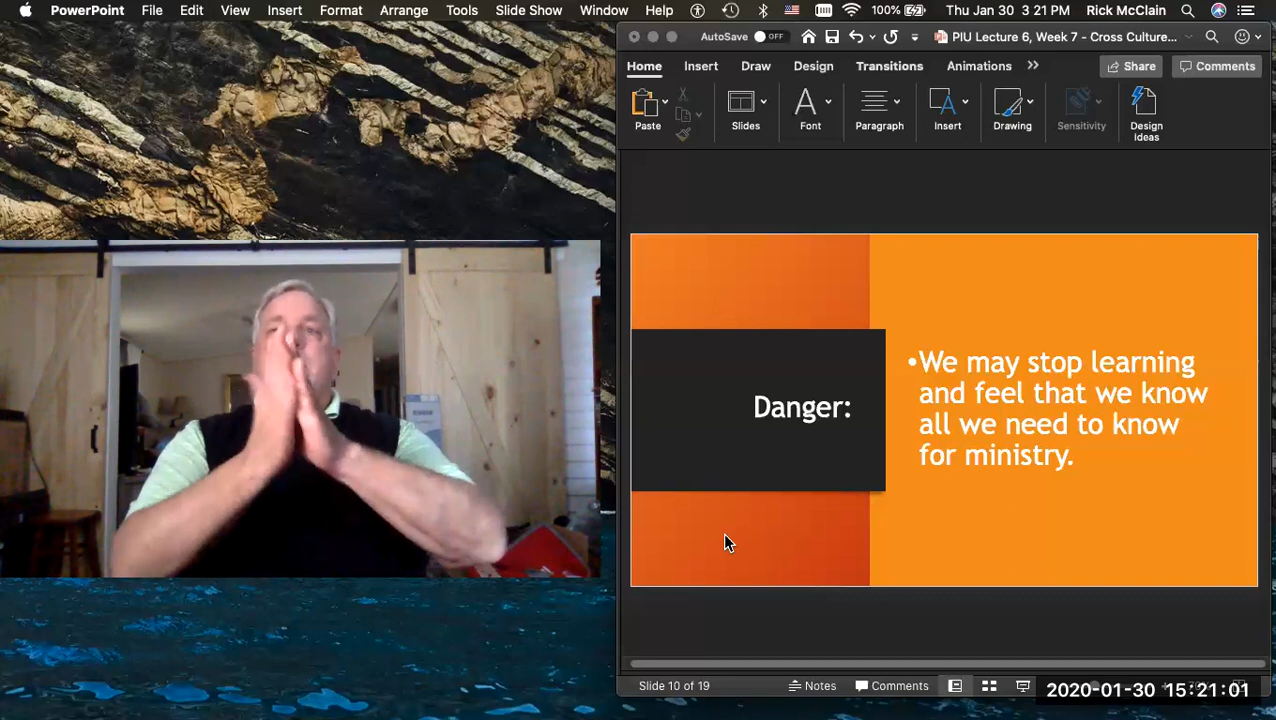 PowerPoint File Edit View Insert Format Arrange Tools Slide Show Window Help 100% Thu Jan 30 3:21 PM Rick McClain
AutoSave OFF PIU Lecture 6, Week 7 - Cross Culture...
Home Insert Draw Design Transitions Animations Share Comments
Paste Slides Font Paragraph Insert Drawing Sensitivity Design
Ideas
Danger:
•We may stop learning
and feel that we know
all we need to know
for ministry.
Slide 10 of 19 Notes Comments
2020-01-30 15:21:01